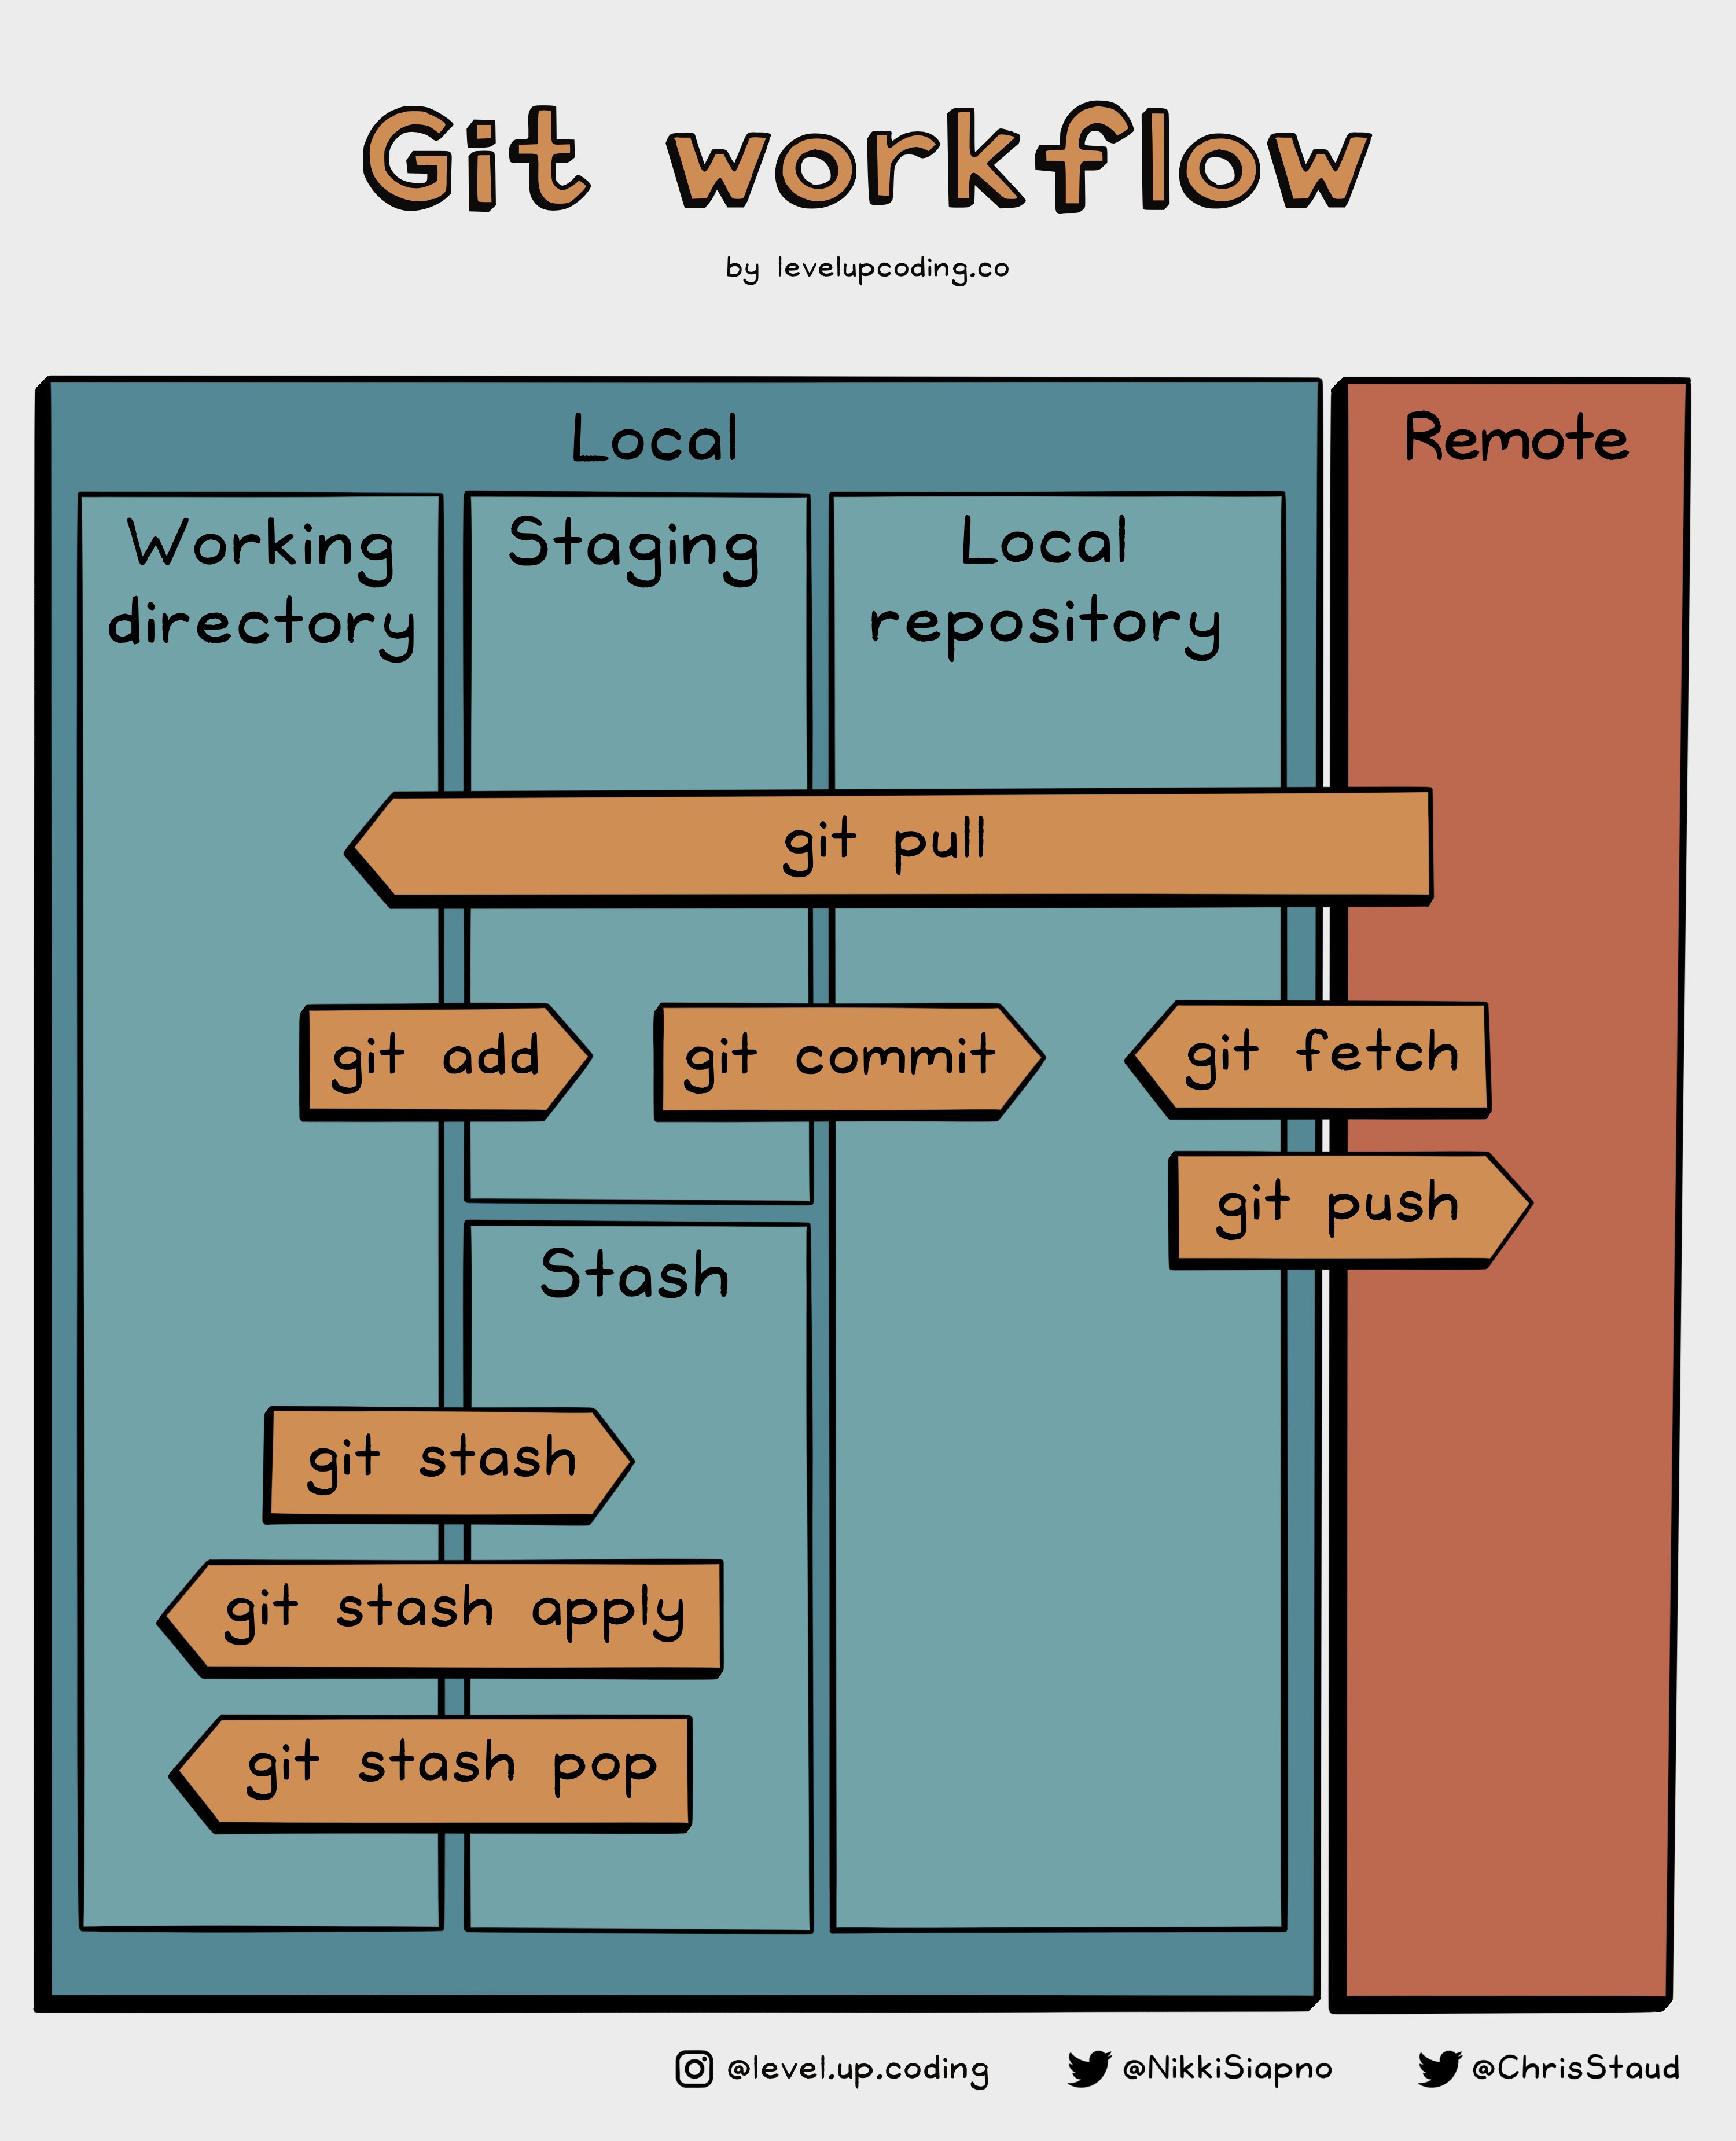 Git workflow
by levelupcoding.co
Local
Remote
Working
directory
Staging
Local
repository
git pull
git add
git commit
git fetch
git push
Stash
git stash
git stash apply
git stash pop
@level.up.coding
@NikkiSiapno
@ChrisStaud